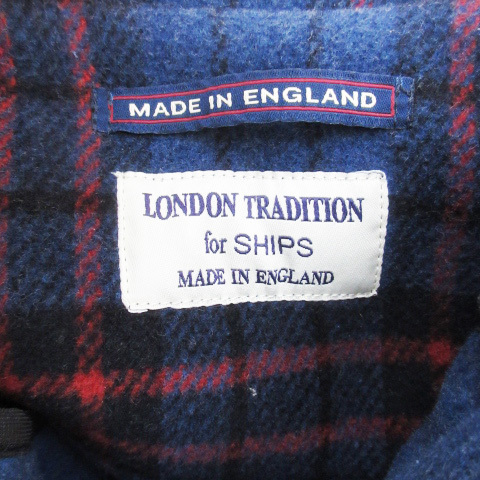 MADE IN ENGLAND
LONDON TRADITION
for SHIPS
MADE IN ENGLAND